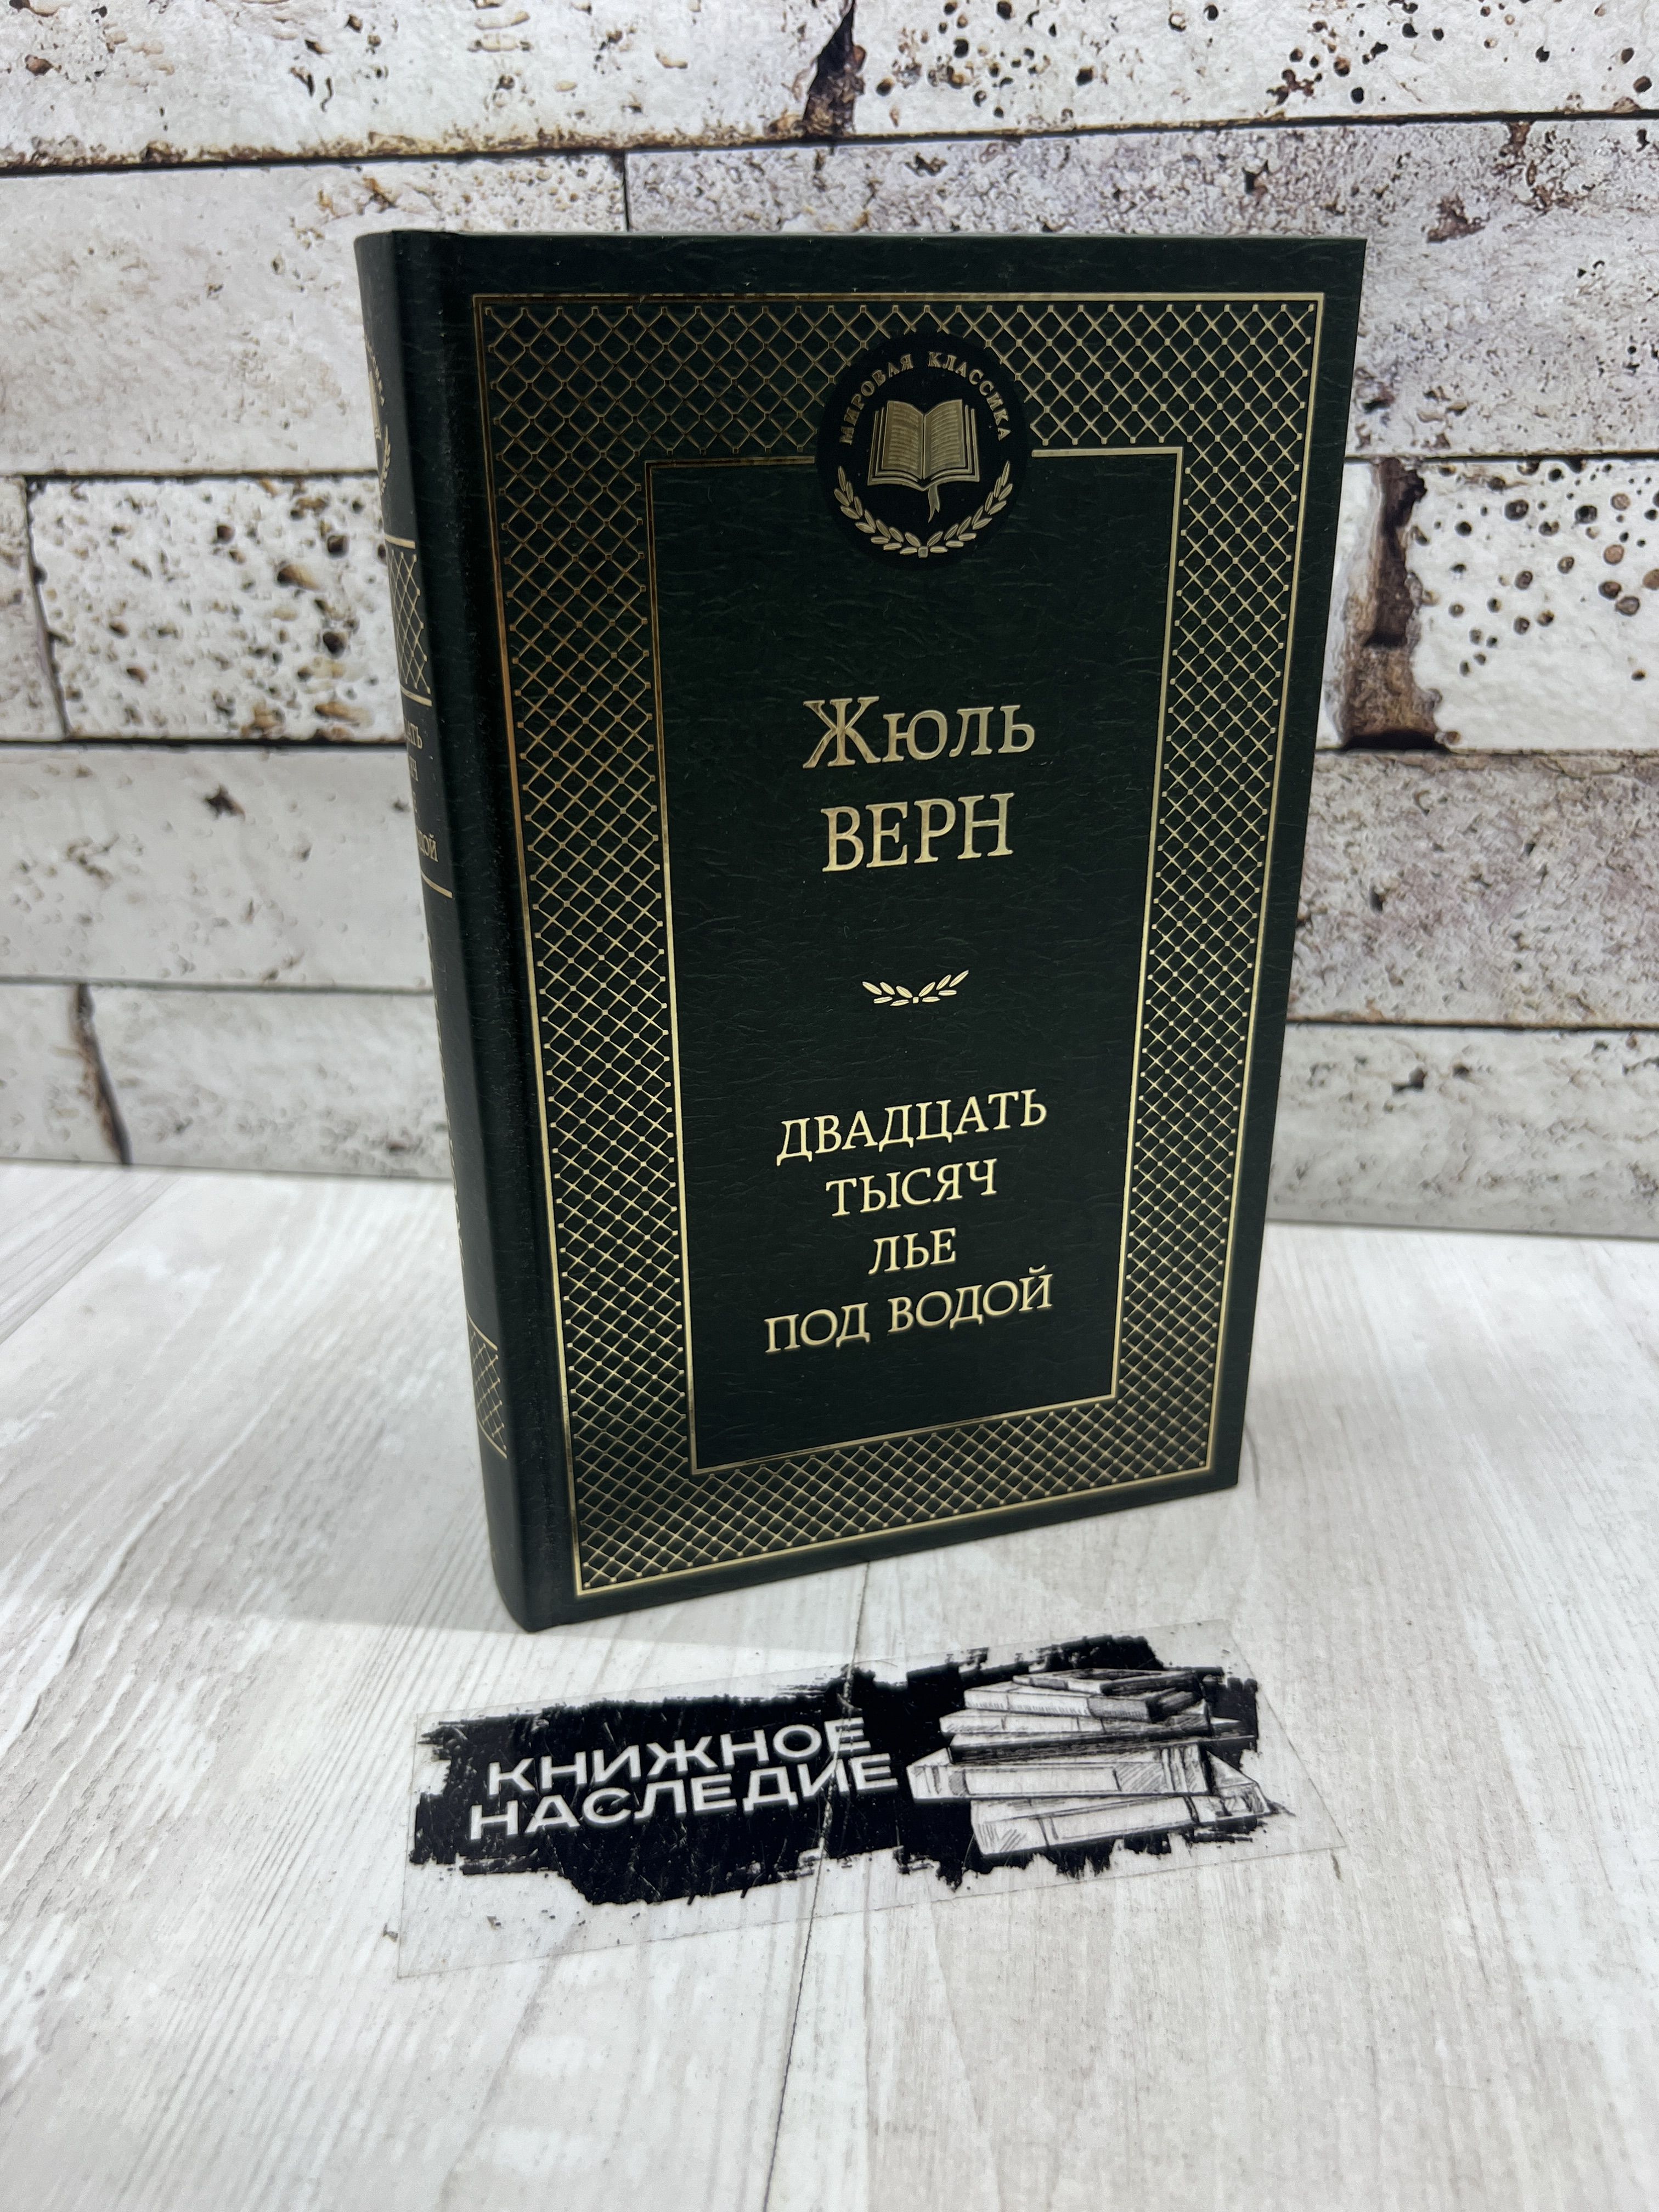 МИРОВАЯ КЛАССИКА
Жюль
ВЕРН
ДВАДЦАТЬ
ТЫСЯЧ
ЛЬЕ
ПОД ВОДОЙ
КНИЖНОЕ
НАСЛЕДИЕ